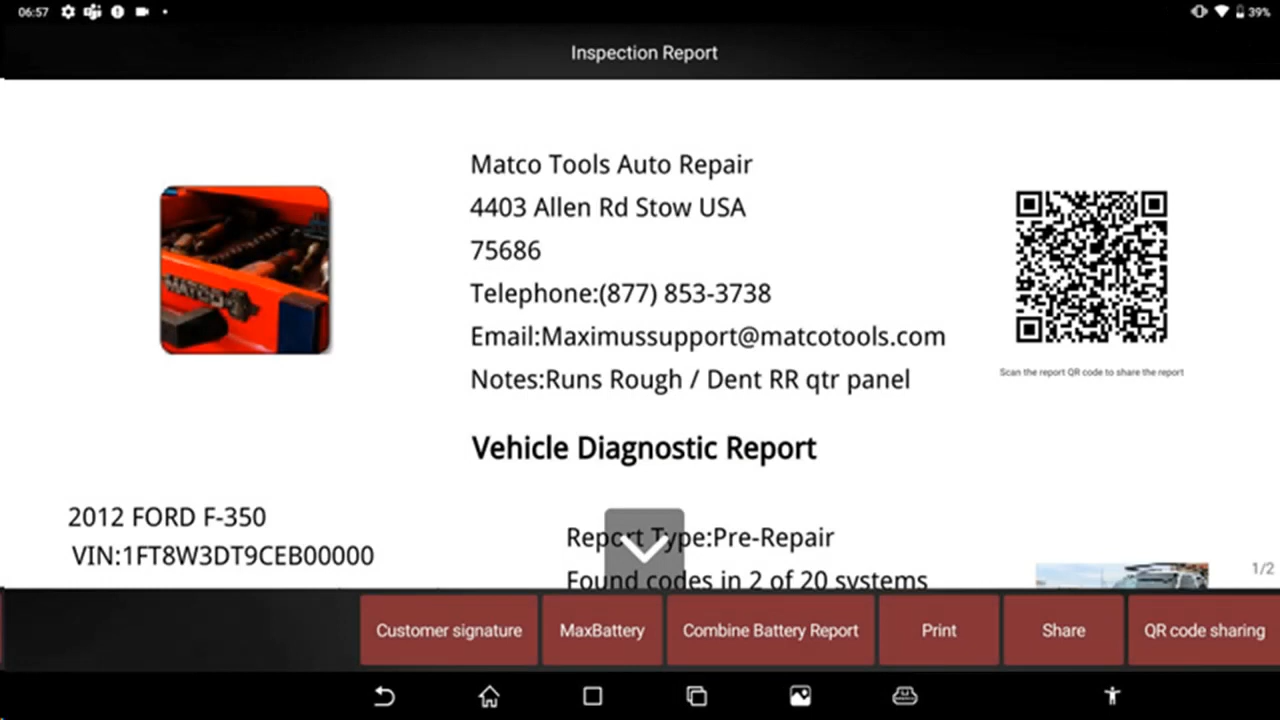 06:57
39%
Inspection Report
Matco Tools Auto Repair
4403 Allen Rd Stow USA
75686
Telephone:(877) 853-3738
Email:Maximussupport@matcotools.com
Notes:Runs Rough / Dent RR qtr panel
MATCO
Scan the report QR code to share the report
Vehicle Diagnostic Report
2012 FORD F-350
VIN:1FT8W3DT9CEB00000
Report Type:Pre-Repair
Found codes in 2 of 20 systems
1/2
Customer signature
MaxBattery
Combine Battery Report
Print
Share
QR code sharing